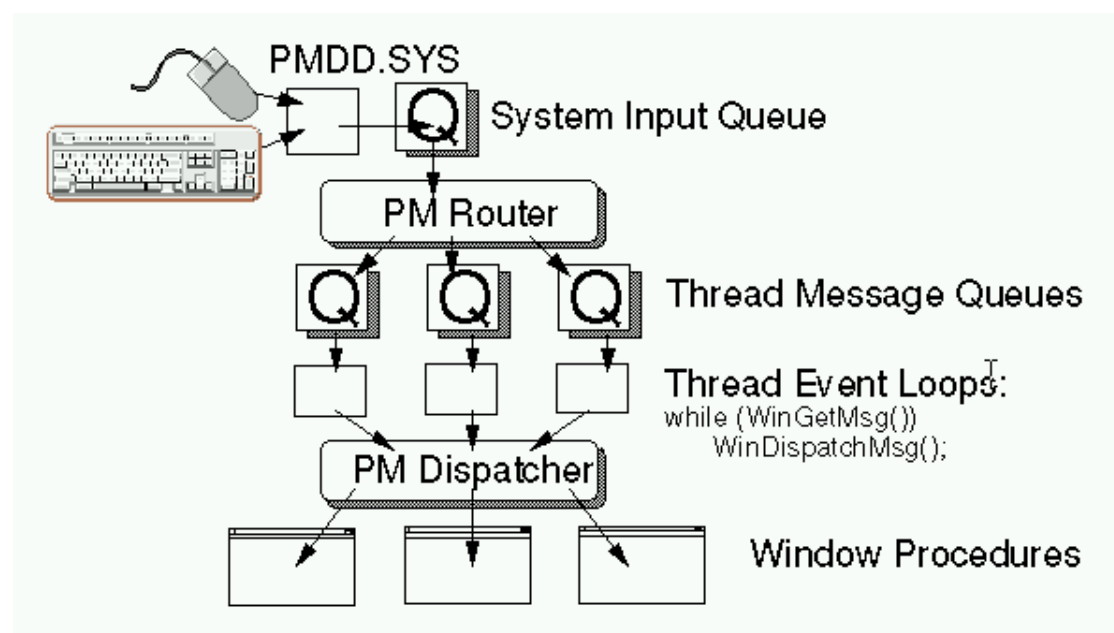 PMDD.SYS
Q
System Input Queue
PM Router
Q
Q
Q
Thread Message Queues
Thread Event Loops:
while (WinGetMsg())
WinDispatchMsg();
PM Dispatcher
Window Procedures